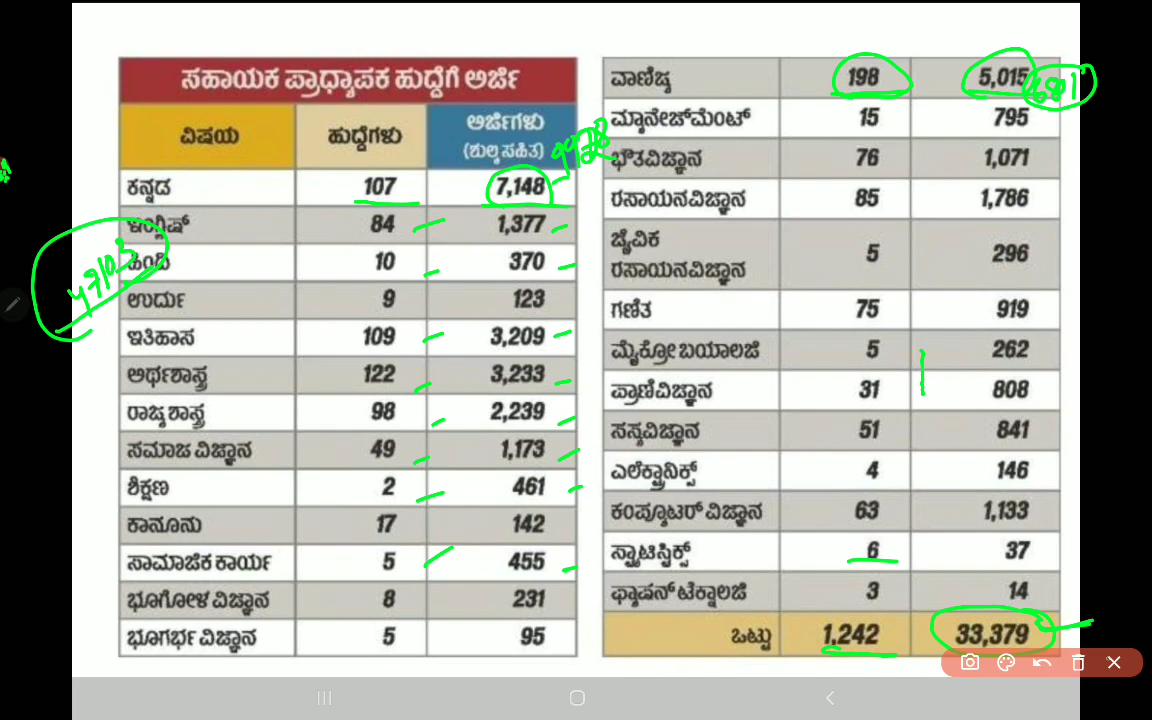 ಸಹಾಯಕ ಪ್ರಾಧ್ಯಾಪಕ ಹುದ್ದೆಗೆ ಅರ್ಜಿ
ವಿಷಯ ಹುದ್ದೆಗಳು ಅರ್ಜಿಗಳು
(ಶುಲ್ಕ ಸಹಿತ)
ಕನ್ನಡ 107 7,148
ಇಂಗ್ಲಿಷ್ 84 1,377
ಹಿಂದಿ 10 370
ಉರ್ದು 9 123
ಇತಿಹಾಸ 109 3,209
ಅರ್ಥಶಾಸ್ತ್ರ 122 3,233
ರಾಜ್ಯಶಾಸ್ತ್ರ 98 2,239
ಸಮಾಜ ವಿಜ್ಞಾನ 49 1,173
ಶಿಕ್ಷಣ 2 461
ಕಾನೂನು 17 142
ಸಾಮಾಜಿಕ ಕಾರ್ಯ 5 455
ಭೂಗೋಳ ವಿಜ್ಞಾನ 8 231
ಭೂಗರ್ಭ ವಿಜ್ಞಾನ 5 95
47103
ವಾಣಿಜ್ಯ 198 5,015
ಮ್ಯಾನೇಜ್‌ಮೆಂಟ್ 15 795
ಭೌತವಿಜ್ಞಾನ 76 1,071
ರಸಾಯನವಿಜ್ಞಾನ 85 1,786
ಜೈವಿಕ
ರಸಾಯನವಿಜ್ಞಾನ 5 296
ಗಣಿತ 75 919
ಮೈಕ್ರೋ ಬಯಾಲಜಿ 5 262
ಪ್ರಾಣಿವಿಜ್ಞಾನ 31 808
ಸಸ್ಯವಿಜ್ಞಾನ 51 841
ಎಲೆಕ್ಟ್ರಾನಿಕ್ಸ್ 4 146
ಕಂಪ್ಯೂಟರ್ ವಿಜ್ಞಾನ 63 1,133
ಸ್ಟ್ಯಾಟಿಸ್ಟಿಕ್ಸ್ 6 37
ಫ್ಯಾಷನ್ ಟೆಕ್ನಾಲಜಿ 3 14
ಒಟ್ಟು 1,242 33,379